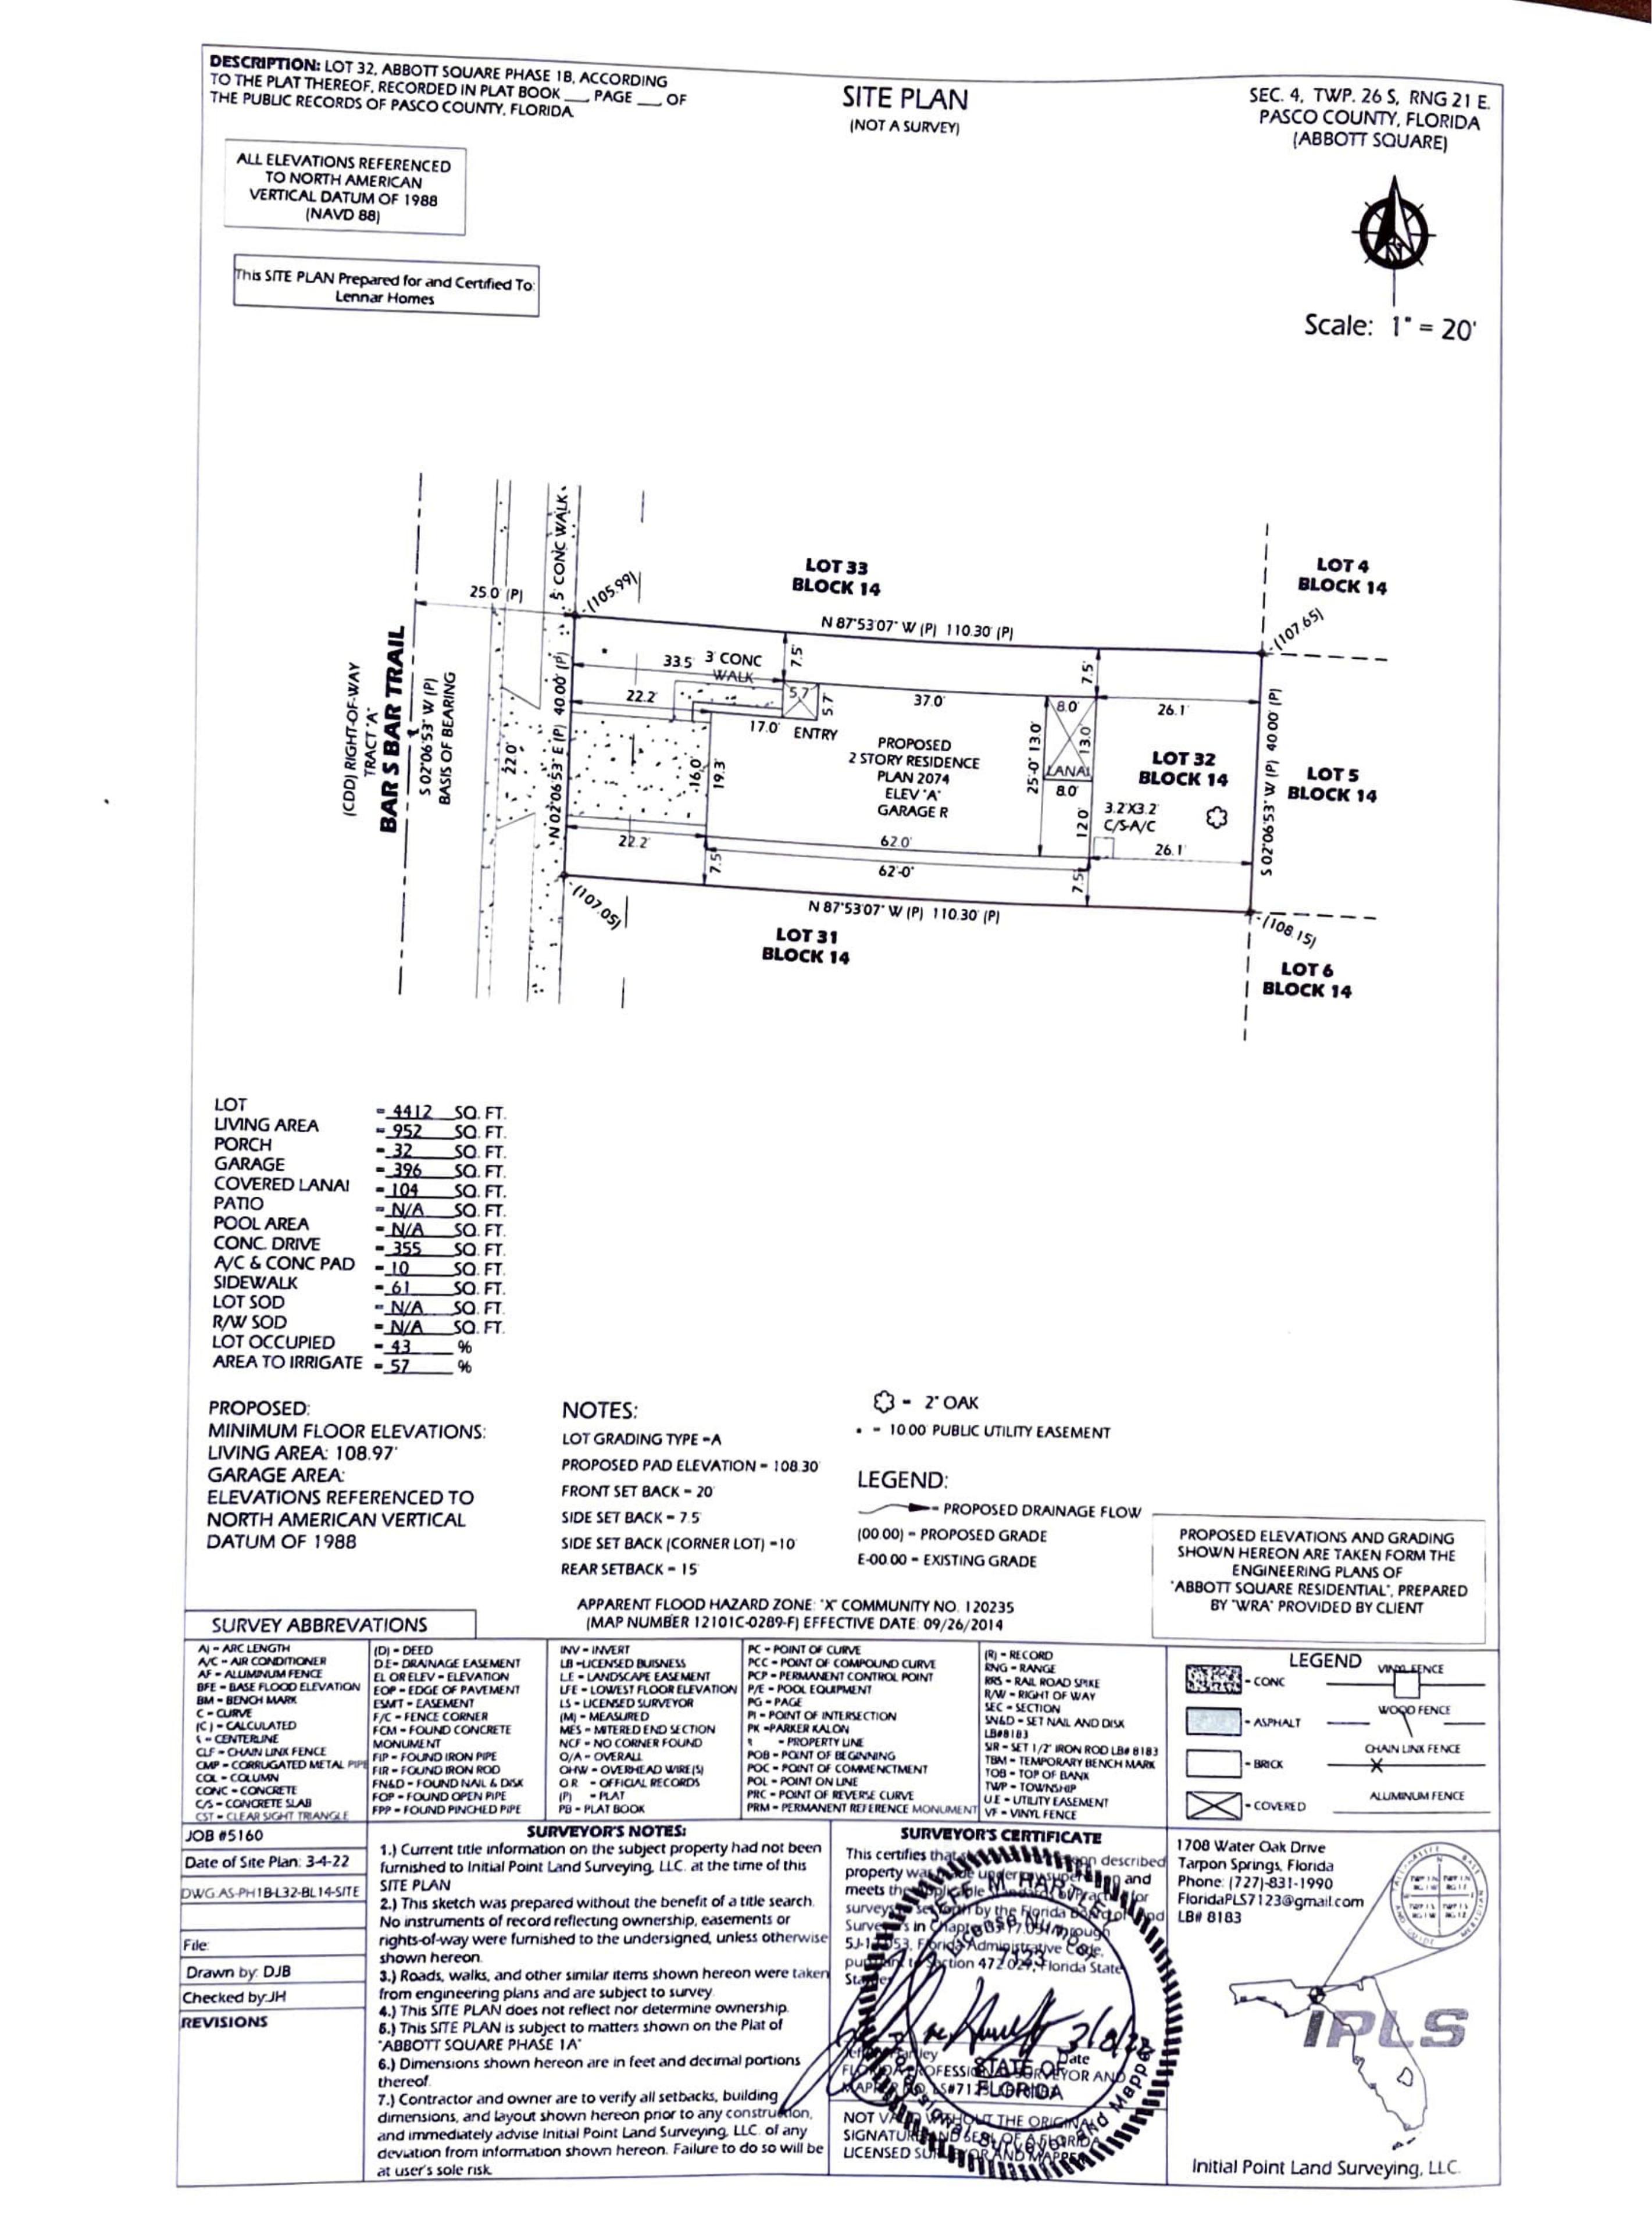 DESCRIPTION: LOT 32, ABBOTT SQUARE PHASE 1B, ACCORDING
TO THE PLAT THEREOF, RECORDED IN PLAT BOOK ___ PAGE ___ OF
THE PUBLIC RECORDS OF PASCO COUNTY, FLORIDA.
SITE PLAN
(NOT A SURVEY)
SEC. 4, TWP. 26 S, RNG 21 E.
PASCO COUNTY, FLORIDA
(ABBOTT SQUARE)
ALL ELEVATIONS REFERENCED
TO NORTH AMERICAN
VERTICAL DATUM OF 1988
(NAVD 88)
This SITE PLAN Prepared for and Certified To:
Lennar Homes
N
Scale: 1" = 20'
LOT 33
BLOCK 14
LOT 4
BLOCK 14
5' CONC WALK
25.0' (P)
(105.99)
(107.65)
N 87°53'07" W (P) 110.30' (P)
(CDD) RIGHT-OF-WAY
TRACT "A"
BAR S BAR TRAIL
S 02°06'53" W (P)
BASIS OF BEARING
22.0'
N 02°06'53" E (P) 40.00' (P)
33.5'
3' CONC
WALK
7.5'
7.5'
22.2'
5.7'
5.7'
37.0'
8.0'
26.1'
17.0'
ENTRY
16.0'
19.3'
PROPOSED
2 STORY RESIDENCE
PLAN 2074
ELEV "A"
GARAGE R
25'-0"
13.0'
13.0'
LANAI
8.0'
12.0'
LOT 32
BLOCK 14
3.2'X3.2'
C/S-A/C
S 02°06'53" W (P) 40.00' (P)
LOT 5
BLOCK 14
22.2'
62.0'
26.1'
62'-0"
7.5'
7.5'
N 87°53'07" W (P) 110.30' (P)
(107.05)
(108.15)
LOT 31
BLOCK 14
LOT 6
BLOCK 14
LOT = 4412 SQ. FT.
LIVING AREA = 952 SQ. FT.
PORCH = 32 SQ. FT.
GARAGE = 396 SQ. FT.
COVERED LANAI = 104 SQ. FT.
PATIO = N/A SQ. FT.
POOL AREA = N/A SQ. FT.
CONC. DRIVE = 355 SQ. FT.
A/C & CONC PAD = 10 SQ. FT.
SIDEWALK = 61 SQ. FT.
LOT SOD = N/A SQ. FT.
R/W SOD = N/A SQ. FT.
LOT OCCUPIED = 43 %
AREA TO IRRIGATE = 57 %
PROPOSED:
MINIMUM FLOOR ELEVATIONS:
LIVING AREA: 108.97'
GARAGE AREA:
ELEVATIONS REFERENCED TO
NORTH AMERICAN VERTICAL
DATUM OF 1988
NOTES:
LOT GRADING TYPE =A
PROPOSED PAD ELEVATION = 108.30'
FRONT SET BACK = 20'
SIDE SET BACK = 7.5'
SIDE SET BACK (CORNER LOT) =10'
REAR SETBACK = 15'
= 2" OAK
• = 10.00' PUBLIC UTILITY EASEMENT
LEGEND:
= PROPOSED DRAINAGE FLOW
(00.00) = PROPOSED GRADE
E-00.00 = EXISTING GRADE
PROPOSED ELEVATIONS AND GRADING
SHOWN HEREON ARE TAKEN FORM THE
ENGINEERING PLANS OF
"ABBOTT SQUARE RESIDENTIAL", PREPARED
BY "WRA" PROVIDED BY CLIENT
APPARENT FLOOD HAZARD ZONE: "X" COMMUNITY NO. 120235
(MAP NUMBER 12101C-0289-F) EFFECTIVE DATE: 09/26/2014
SURVEY ABBREVATIONS
A) = ARC LENGTH
A/C = AIR CONDITIONER
AF = ALUMINUM FENCE
BFE = BASE FLOOD ELEVATION
BM = BENCH MARK
C = CURVE
(C) = CALCULATED
= CENTERLINE
CLF = CHAIN LINK FENCE
CMP = CORRUGATED METAL PIPE
COL = COLUMN
CONC = CONCRETE
C/S = CONCRETE SLAB
CST = CLEAR SIGHT TRIANGLE
(D) = DEED
D.E = DRAINAGE EASEMENT
EL OR ELEV = ELEVATION
EOP = EDGE OF PAVEMENT
ESMT = EASEMENT
F/C = FENCE CORNER
FCM = FOUND CONCRETE
MONUMENT
FIP = FOUND IRON PIPE
FIR = FOUND IRON ROD
FN&D = FOUND NAIL & DISK
FOP = FOUND OPEN PIPE
FPP = FOUND PINCHED PIPE
INV = INVERT
LB =LICENSED BUISNESS
L.E = LANDSCAPE EASEMENT
LFE = LOWEST FLOOR ELEVATION
LS = LICENSED SURVEYOR
(M) = MEASURED
MES = MITERED END SECTION
NCF = NO CORNER FOUND
O/A = OVERALL
OHW = OVERHEAD WIRE(S)
O.R. = OFFICIAL RECORDS
(P) = PLAT
PB = PLAT BOOK
PC = POINT OF CURVE
PCC = POINT OF COMPOUND CURVE
PCP = PERMANENT CONTROL POINT
P/E = POOL EQUIPMENT
PG = PAGE
PI = POINT OF INTERSECTION
PK =PARKER KALON
= PROPERTY LINE
POB = POINT OF BEGINNING
POC = POINT OF COMMENCTMENT
POL = POINT ON LINE
PRC = POINT OF REVERSE CURVE
PRM = PERMANENT REFERENCE MONUMENT
(R) = RECORD
RNG = RANGE
RRS = RAIL ROAD SPIKE
R/W = RIGHT OF WAY
SEC = SECTION
SN&D = SET NAIL AND DISK
LB#8183
SIR = SET 1/2" IRON ROD LB# 8183
TBM = TEMPORARY BENCH MARK
TOB = TOP OF BANK
TWP = TOWNSHIP
U.E = UTILITY EASEMENT
VF = VINYL FENCE
LEGEND
= CONC
= ASPHALT
= BRICK
= COVERED
VINYL FENCE
WOOD FENCE
CHAIN LINK FENCE
ALUMINUM FENCE
JOB #5160
Date of Site Plan: 3-4-22
DWG:AS-PH1B-L32-BL14-SITE
File:
Drawn by: DJB
Checked by:JH
REVISIONS
SURVEYOR'S NOTES:
1.) Current title information on the subject property had not been
furnished to Initial Point Land Surveying, LLC. at the time of this
SITE PLAN
2.) This sketch was prepared without the benefit of a title search.
No instruments of record reflecting ownership, easements or
rights-of-way were furnished to the undersigned, unless otherwise
shown hereon.
3.) Roads, walks, and other similar items shown hereon were taken
from engineering plans and are subject to survey.
4.) This SITE PLAN does not reflect nor determine ownership.
5.) This SITE PLAN is subject to matters shown on the Plat of
"ABBOTT SQUARE PHASE 1A"
6.) Dimensions shown hereon are in feet and decimal portions
thereof.
7.) Contractor and owner are to verify all setbacks, building
dimensions, and layout shown hereon prior to any construction,
and immediately advise Initial Point Land Surveying, LLC. of any
deviation from information shown hereon. Failure to do so will be
at user's sole risk.
SURVEYOR'S CERTIFICATE
This certifies that described
property was made under my and
meets the for
surveys by the Florida
Surveyors in Chapter through
Florida Administrative Code,
Section 472.027, Florida State
Date
NOT VALID WITHOUT THE ORIGINAL
SIGNATURE AND SEAL OF A FLORIDA
LICENSED SURVEYOR AND MAPPER
License Number
7123
STATE OF
FLORIDA
Professional Surveyor and Mapper
1708 Water Oak Drive
Tarpon Springs, Florida
Phone: (727)-831-1990
FloridaPLS7123@gmail.com
LB# 8183
iPLS
Initial Point Land Surveying, LLC.